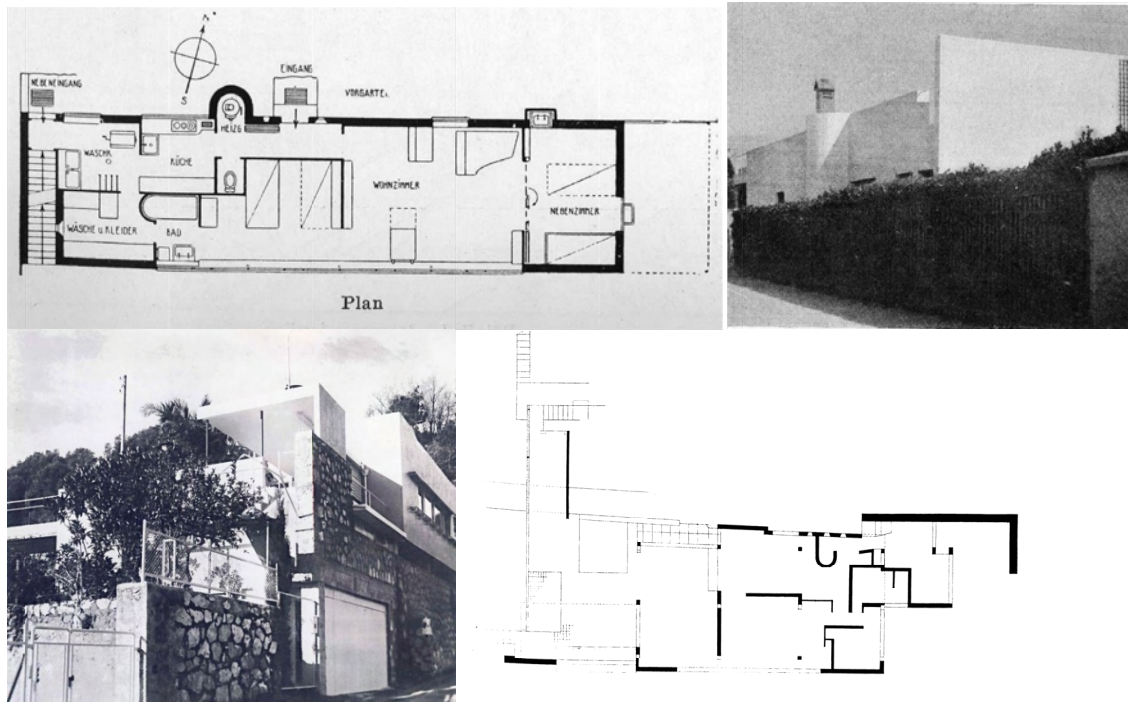 N
S
NEBENEINGANG
EINGANG
VORGARTEN
HEIZG
WASCHK
KÜCHE
WOHNZIMMER
NEBENZIMMER
WÄSCHE u. KLEIDER
BAD
Plan